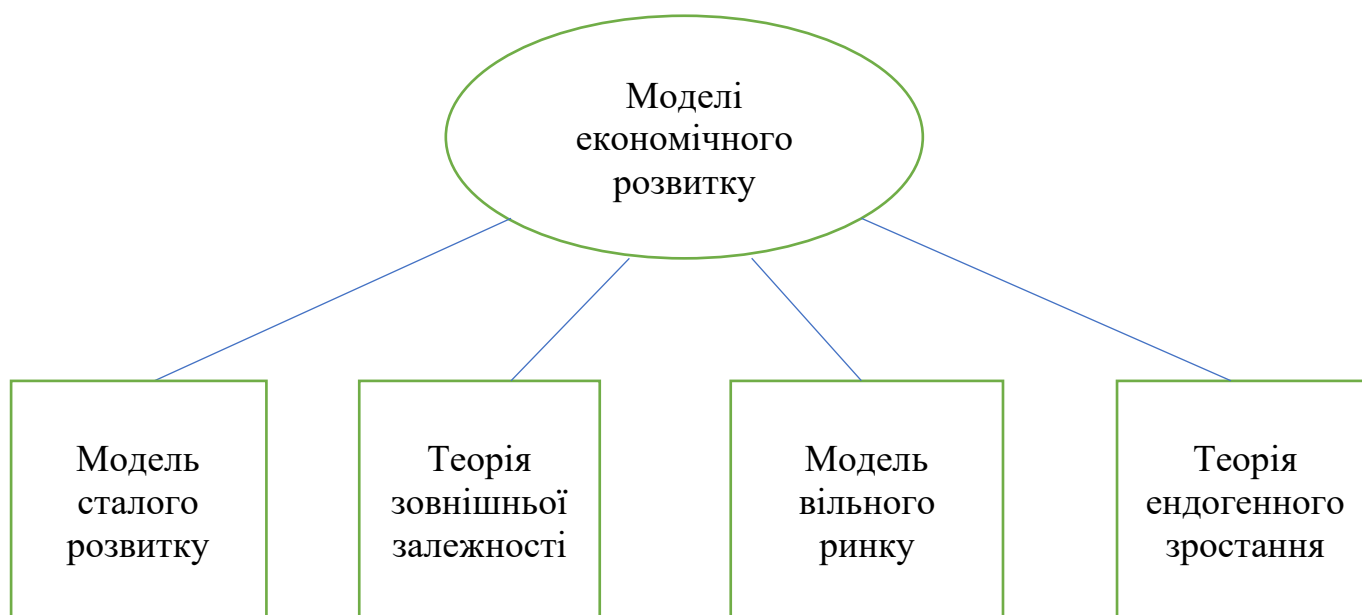 Моделі
економічного
розвитку
Модель
сталого
розвитку
Теорія
зовнішньої
залежності
Модель
вільного
ринку
Теорія
ендогенного
зростання